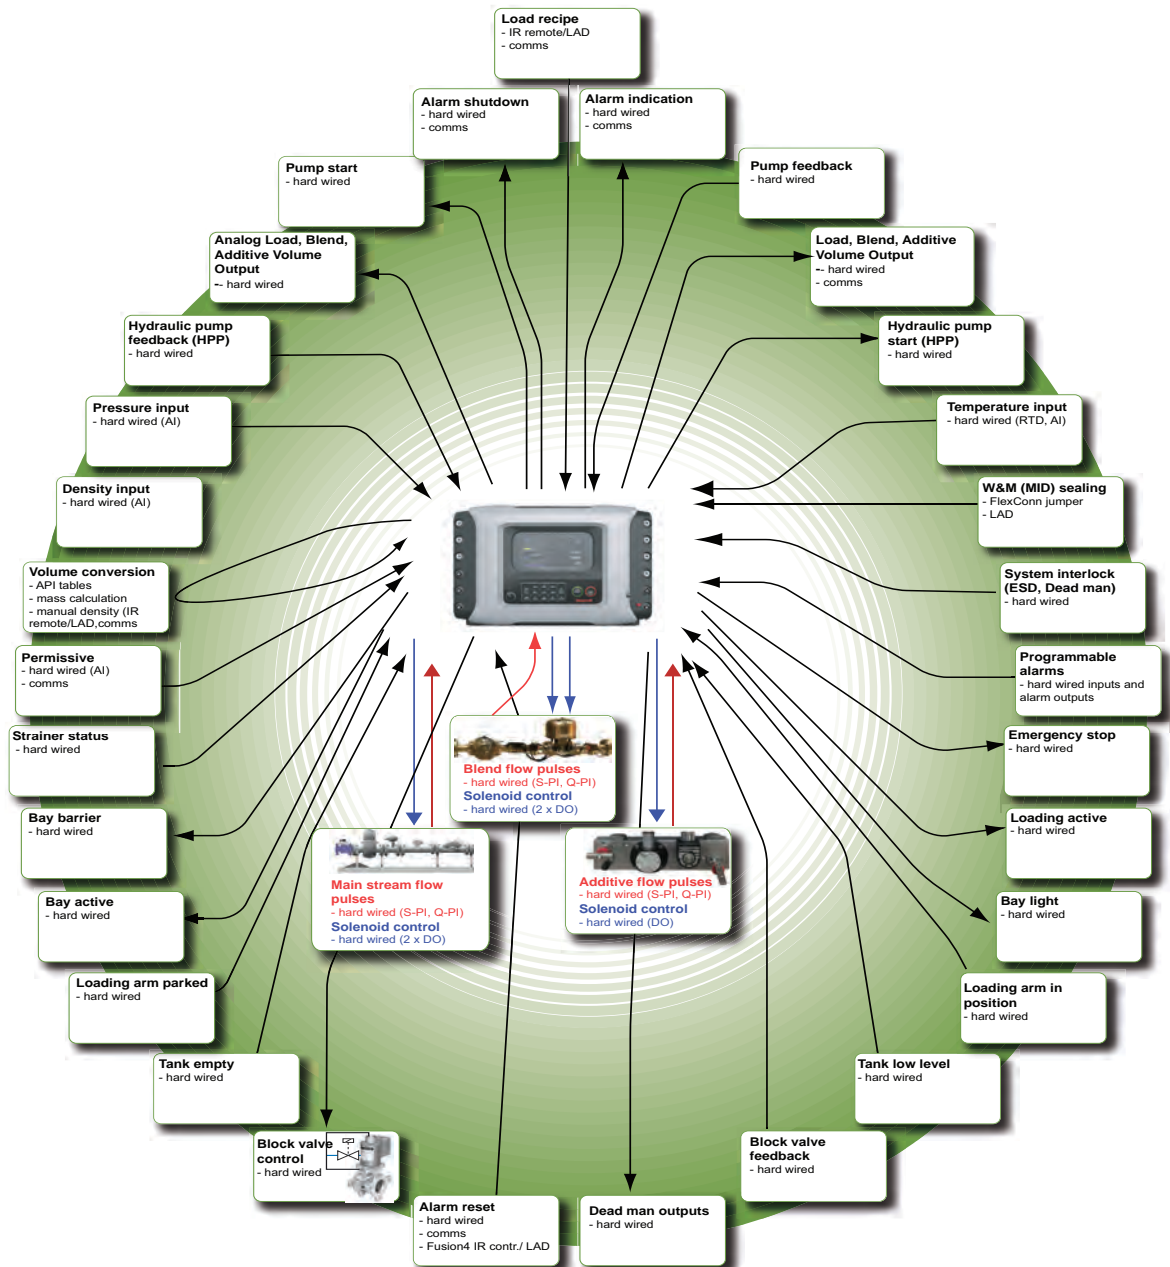 Load recipe
- IR remote/LAD
- comms
Alarm shutdown
- hard wired
- comms
Alarm indication
- hard wired
- comms
Pump start
- hard wired
Pump feedback
- hard wired
Analog Load, Blend,
Additive Volume
Output
-- hard wired
Load, Blend, Additive
Volume Output
-- hard wired
- comms
Hydraulic pump
feedback (HPP)
- hard wired
Hydraulic pump
start (HPP)
- hard wired
Pressure input
- hard wired (AI)
Temperature input
- hard wired (RTD, AI)
Density input
- hard wired (AI)
W&M (MID) sealing
- FlexConn jumper
- LAD
Volume conversion
- API tables
- mass calculation
- manual density (IR
remote/LAD,comms
System interlock
(ESD, Dead man)
- hard wired
Permissive
- hard wired (AI)
- comms
Programmable
alarms
- hard wired inputs and
alarm outputs
Strainer status
- hard wired
Emergency stop
- hard wired
Blend flow pulses
- hard wired (S-PI, Q-PI)
Solenoid control
- hard wired (2 x DO)
Bay barrier
- hard wired
Loading active
- hard wired
Main stream flow
pulses
- hard wired (S-PI, Q-PI)
Solenoid control
- hard wired (2 x DO)
Additive flow pulses
- hard wired (S-PI, Q-PI)
Solenoid control
- hard wired (DO)
Bay active
- hard wired
Bay light
- hard wired
Loading arm parked
- hard wired
Loading arm in
position
- hard wired
Tank empty
- hard wired
Tank low level
- hard wired
Block valve
control
- hard wired
Block valve
feedback
- hard wired
Alarm reset
- hard wired
- comms
- Fusion4 IR contr./ LAD
Dead man outputs
- hard wired